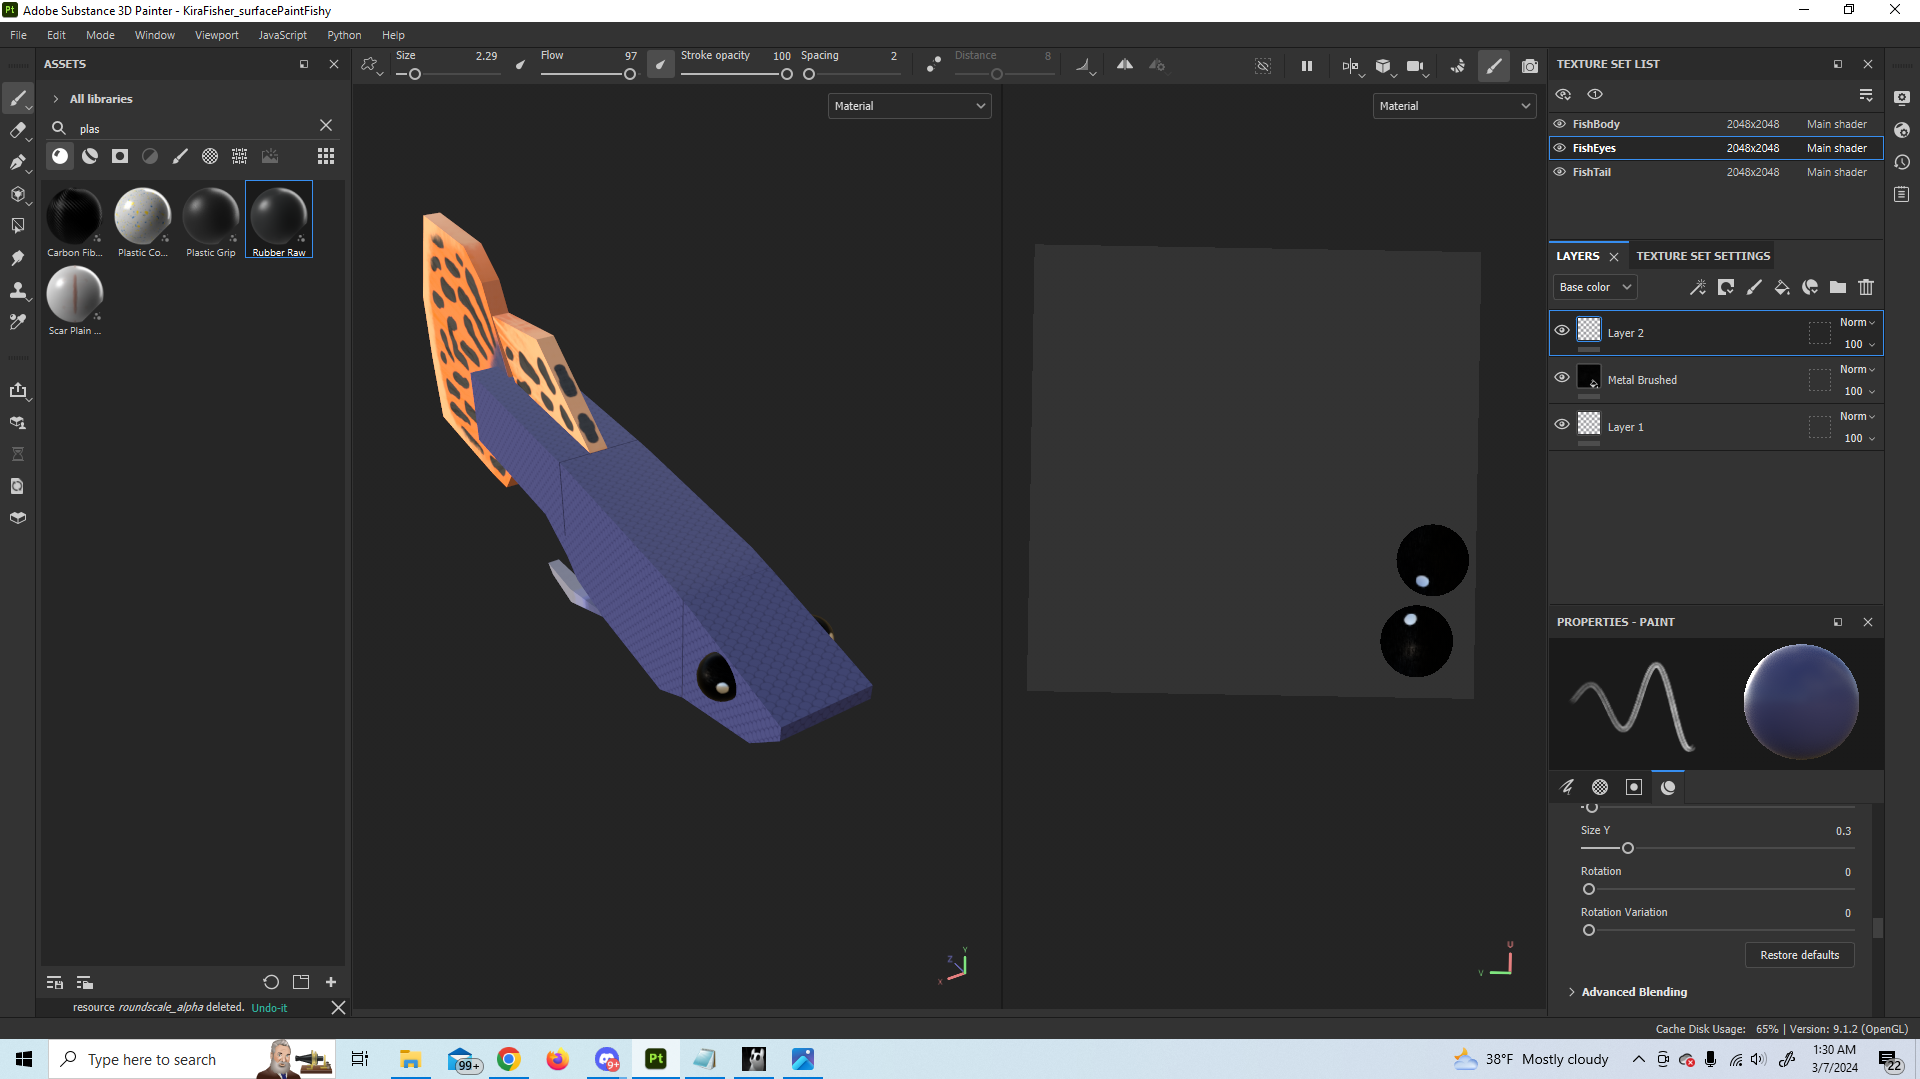 Pt Adobe Substance 3D Painter - KiraFisher_surfacePaintFishy
File Edit Mode Window Viewport JavaScript Python Help
ASSETS
Size 2.29 Flow 97 Stroke opacity 100 Spacing 2 Distance 8
TEXTURE SET LIST
All libraries
plas
Material
Material
FishBody 2048x2048 Main shader
FishEyes 2048x2048 Main shader
FishTail 2048x2048 Main shader
Carbon Fib... Plastic Co... Plastic Grip Rubber Raw
Scar Plain ...
LAYERS TEXTURE SET SETTINGS
Base color
Layer 2 Norm 100
Metal Brushed Norm 100
Layer 1 Norm 100
PROPERTIES - PAINT
Size Y 0.3
Rotation 0
Rotation Variation 0
Restore defaults
Advanced Blending
Y Z X
U V
resource roundscale_alpha deleted. Undo-it
Cache Disk Usage: 65% | Version: 9.1.2 (OpenGL)
Type here to search
99+
9+
Pt
38°F Mostly cloudy
1:30 AM
3/7/2024
22